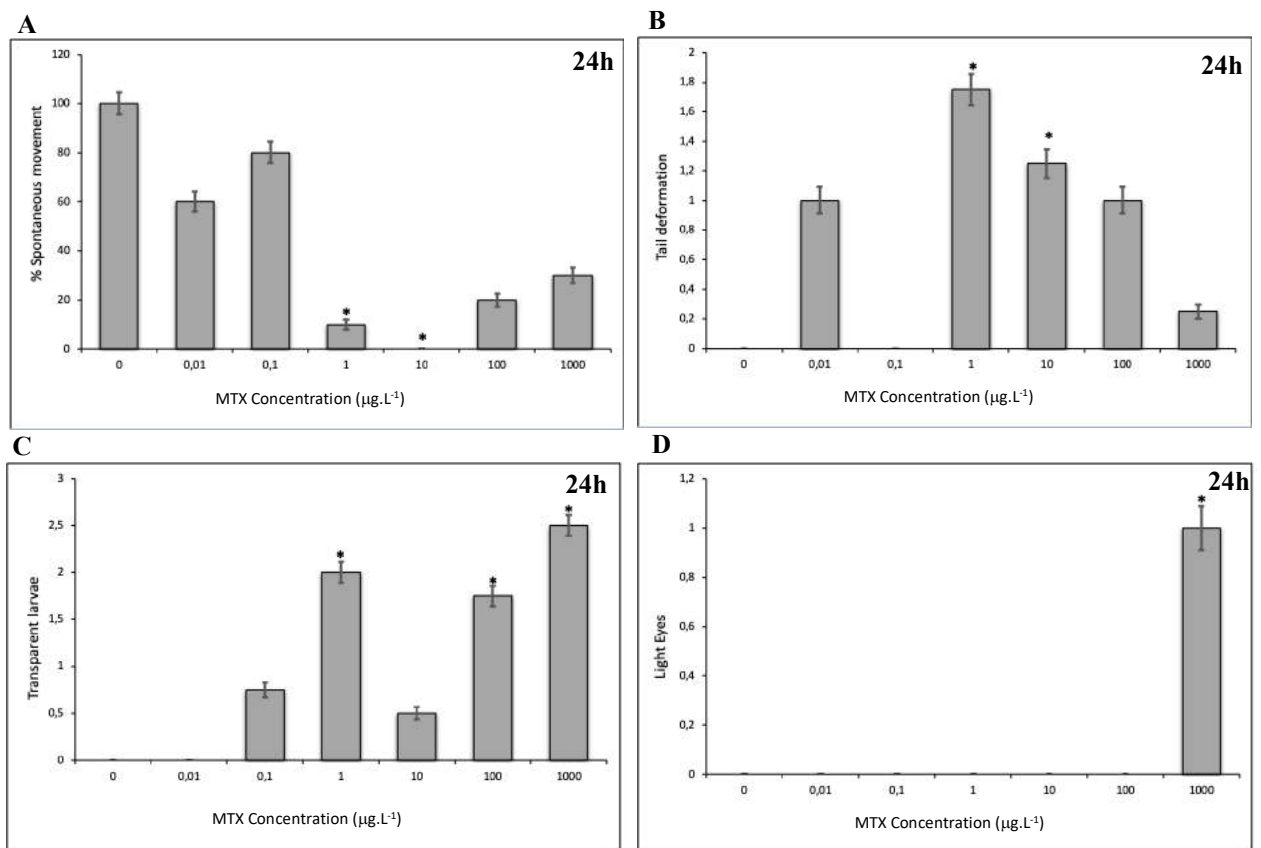 A
24h
% Spontaneous movement
120
100
80
60
40
20
0
*
*
0 0,01 0,1 1 10 100 1000
MTX Concentration (µg.L-1)
B
24h
Tail deformation
2
1,8
1,6
1,4
1,2
1
0,8
0,6
0,4
0,2
0
*
*
0 0,01 0,1 1 10 100 1000
MTX Concentration (µg.L-1)
C
24h
Transparent larvae
3
2,5
2
1,5
1
0,5
0
*
*
*
0 0,01 0,1 1 10 100 1000
MTX Concentration (µg.L-1)
D
24h
Light Eyes
1,2
1
0,8
0,6
0,4
0,2
0
*
0 0,01 0,1 1 10 100 1000
MTX Concentration (µg.L-1)